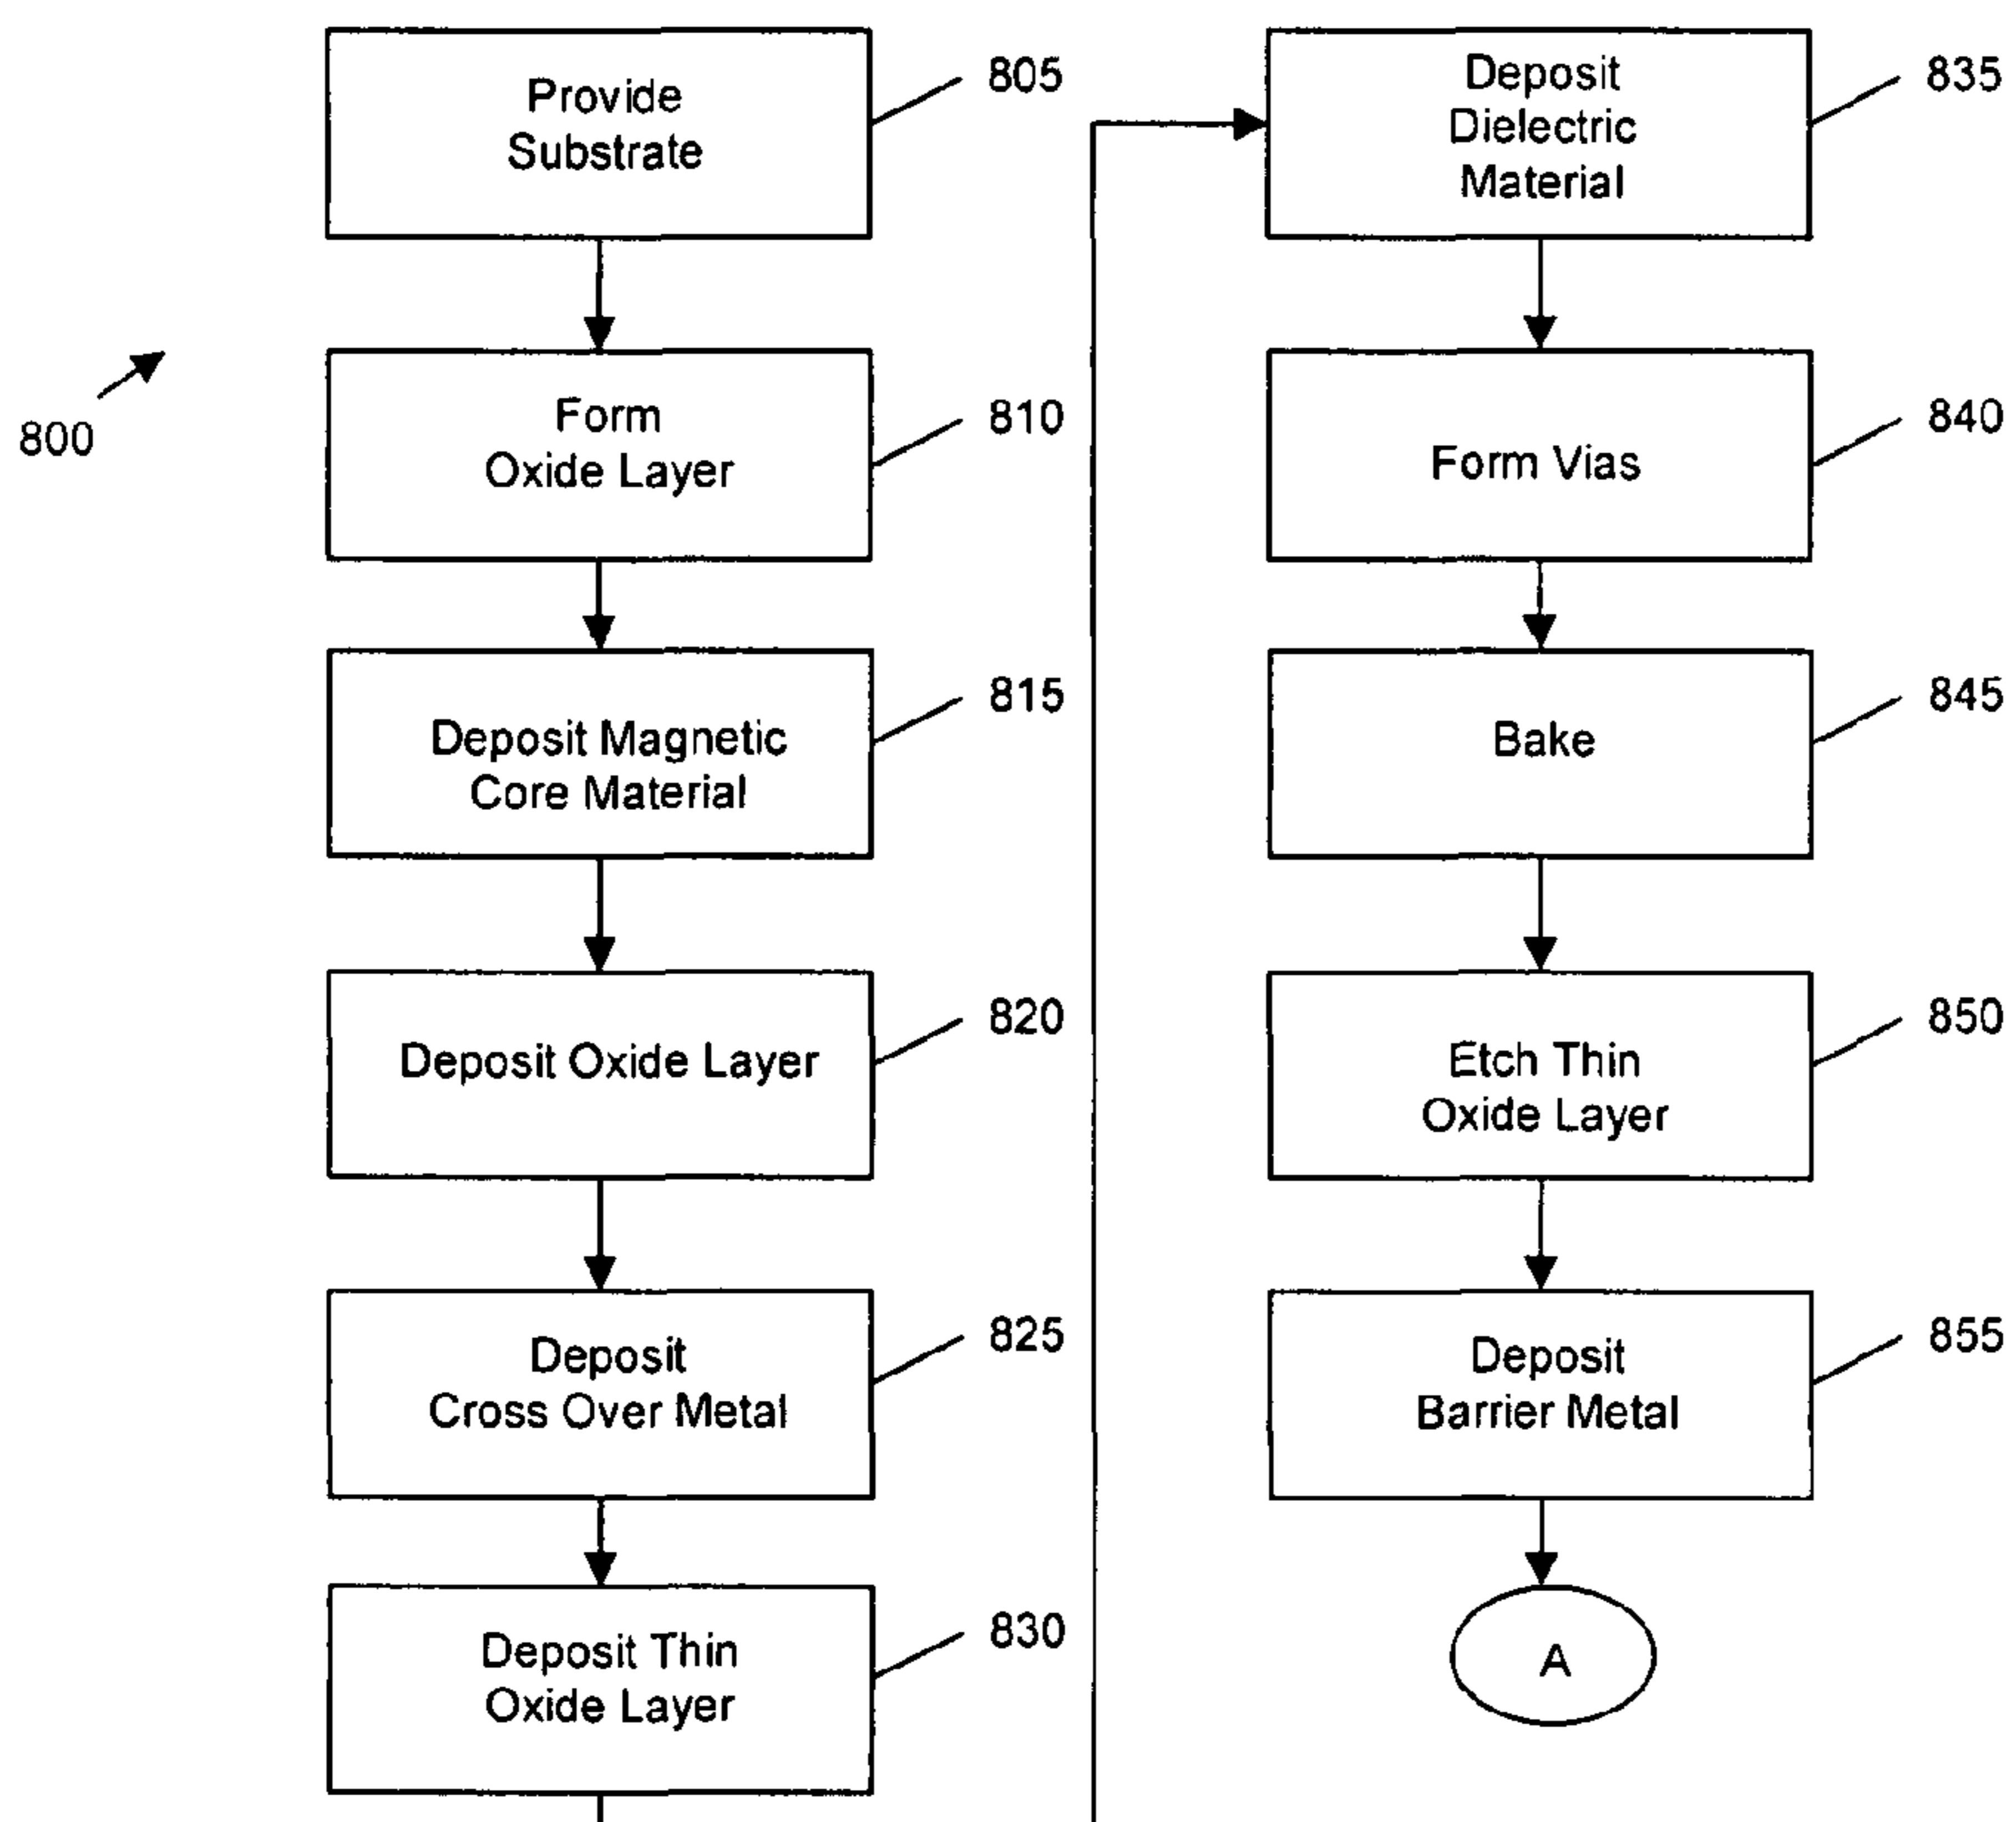 800
Provide
Substrate
805
Form
Oxide Layer
810
Deposit Magnetic
Core Material
815
Deposit Oxide Layer
820
Deposit
Cross Over Metal
825
Deposit Thin
Oxide Layer
830
Deposit
Dielectric
Material
835
Form Vias
840
Bake
845
Etch Thin
Oxide Layer
850
Deposit
Barrier Metal
855
A